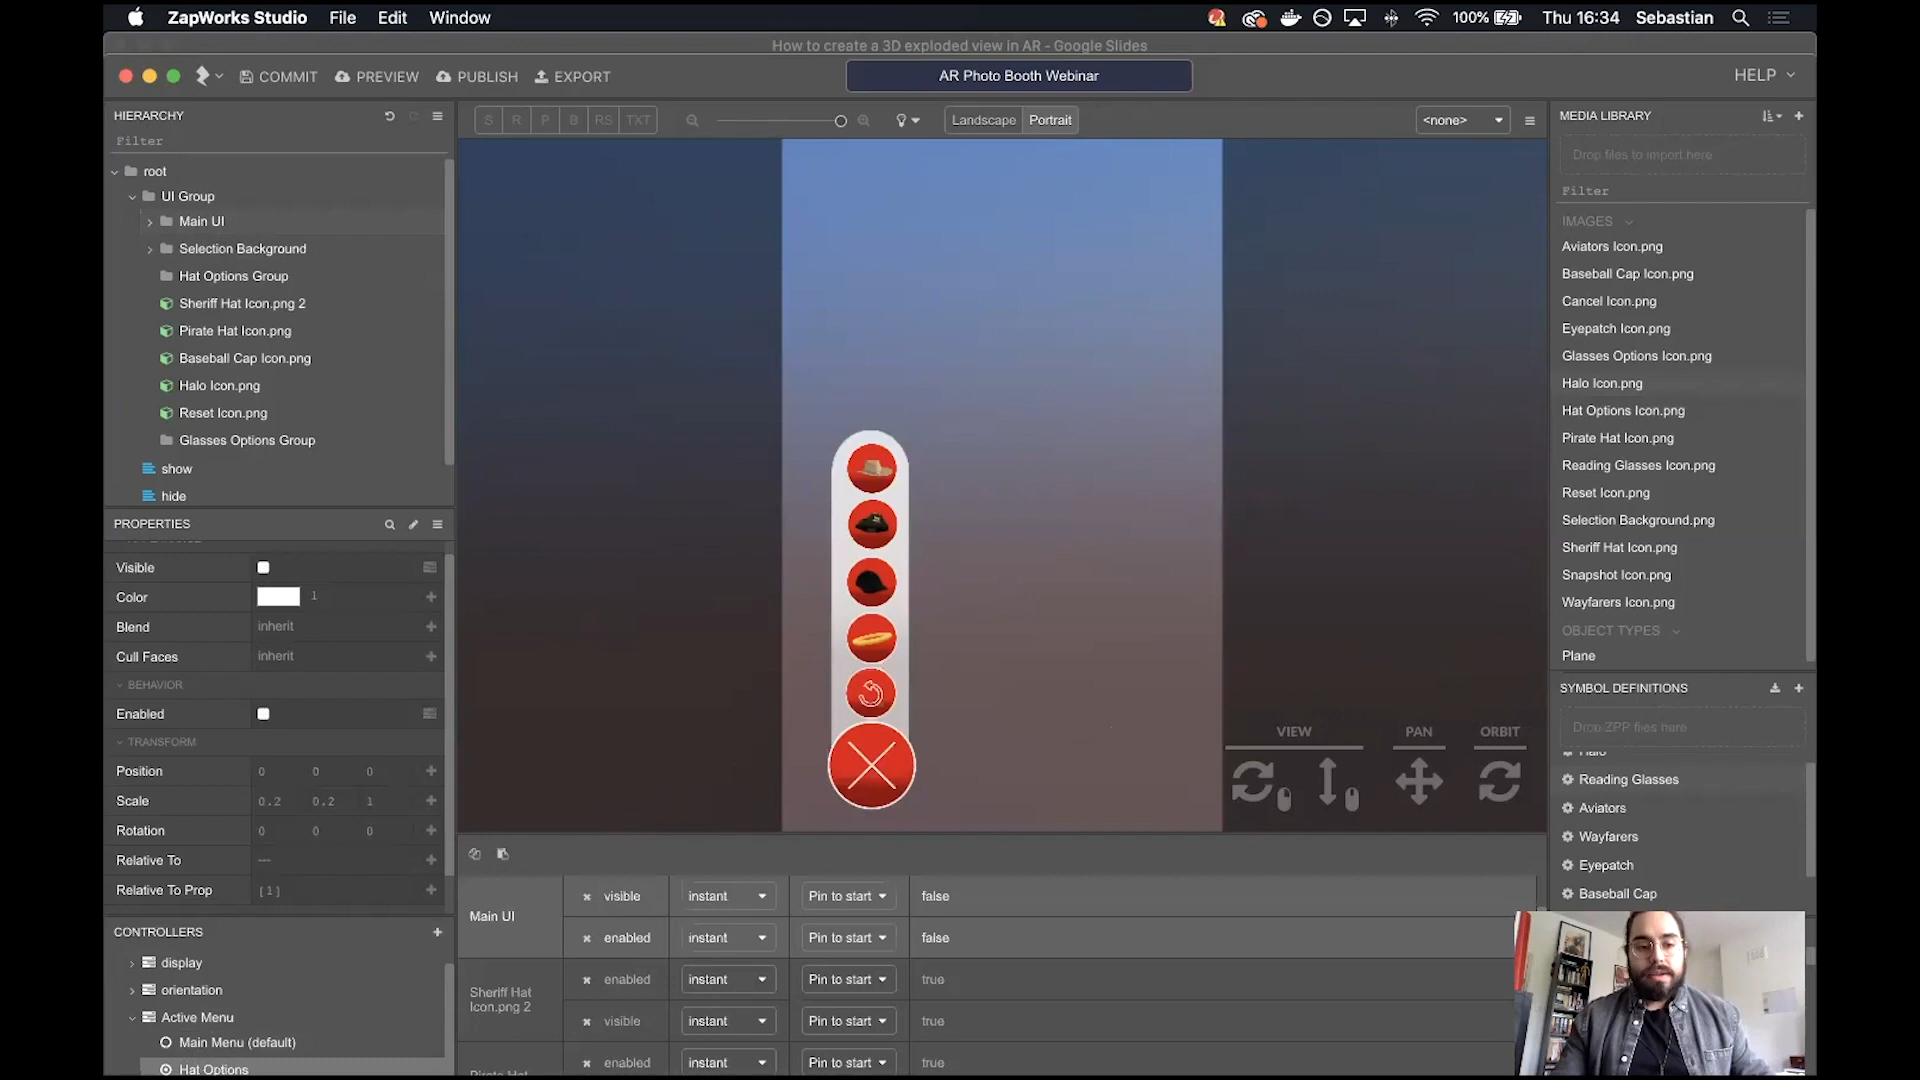 ZapWorks Studio File Edit Window 100% Thu 16:34 Sebastian
How to create a 3D exploded view in AR - Google Slides
COMMIT PREVIEW PUBLISH EXPORT AR Photo Booth Webinar HELP
HIERARCHY
Filter
root
UI Group
Main UI
Selection Background
Hat Options Group
Sheriff Hat Icon.png 2
Pirate Hat Icon.png
Baseball Cap Icon.png
Halo Icon.png
Reset Icon.png
Glasses Options Group
show
hide
PROPERTIES
Visible
Color 1
Blend inherit
Cull Faces inherit
BEHAVIOR
Enabled
TRANSFORM
Position 0 0 0
Scale 0.2 0.2 1
Rotation 0 0 0
Relative To ---
Relative To Prop [1]
CONTROLLERS
display
orientation
Active Menu
Main Menu (default)
Hat Options
S R P B RS TXT Landscape Portrait <none>
VIEW PAN ORBIT
Main UI
visible instant Pin to start false
enabled instant Pin to start false
Sheriff Hat
Icon.png 2
enabled instant Pin to start true
visible instant Pin to start true
Pirate Hat
enabled instant Pin to start true
MEDIA LIBRARY
Drop files to import here
Filter
IMAGES
Aviators Icon.png
Baseball Cap Icon.png
Cancel Icon.png
Eyepatch Icon.png
Glasses Options Icon.png
Halo Icon.png
Hat Options Icon.png
Pirate Hat Icon.png
Reading Glasses Icon.png
Reset Icon.png
Selection Background.png
Sheriff Hat Icon.png
Snapshot Icon.png
Wayfarers Icon.png
OBJECT TYPES
Plane
SYMBOL DEFINITIONS
Drop ZPP files here
Halo
Reading Glasses
Aviators
Wayfarers
Eyepatch
Baseball Cap